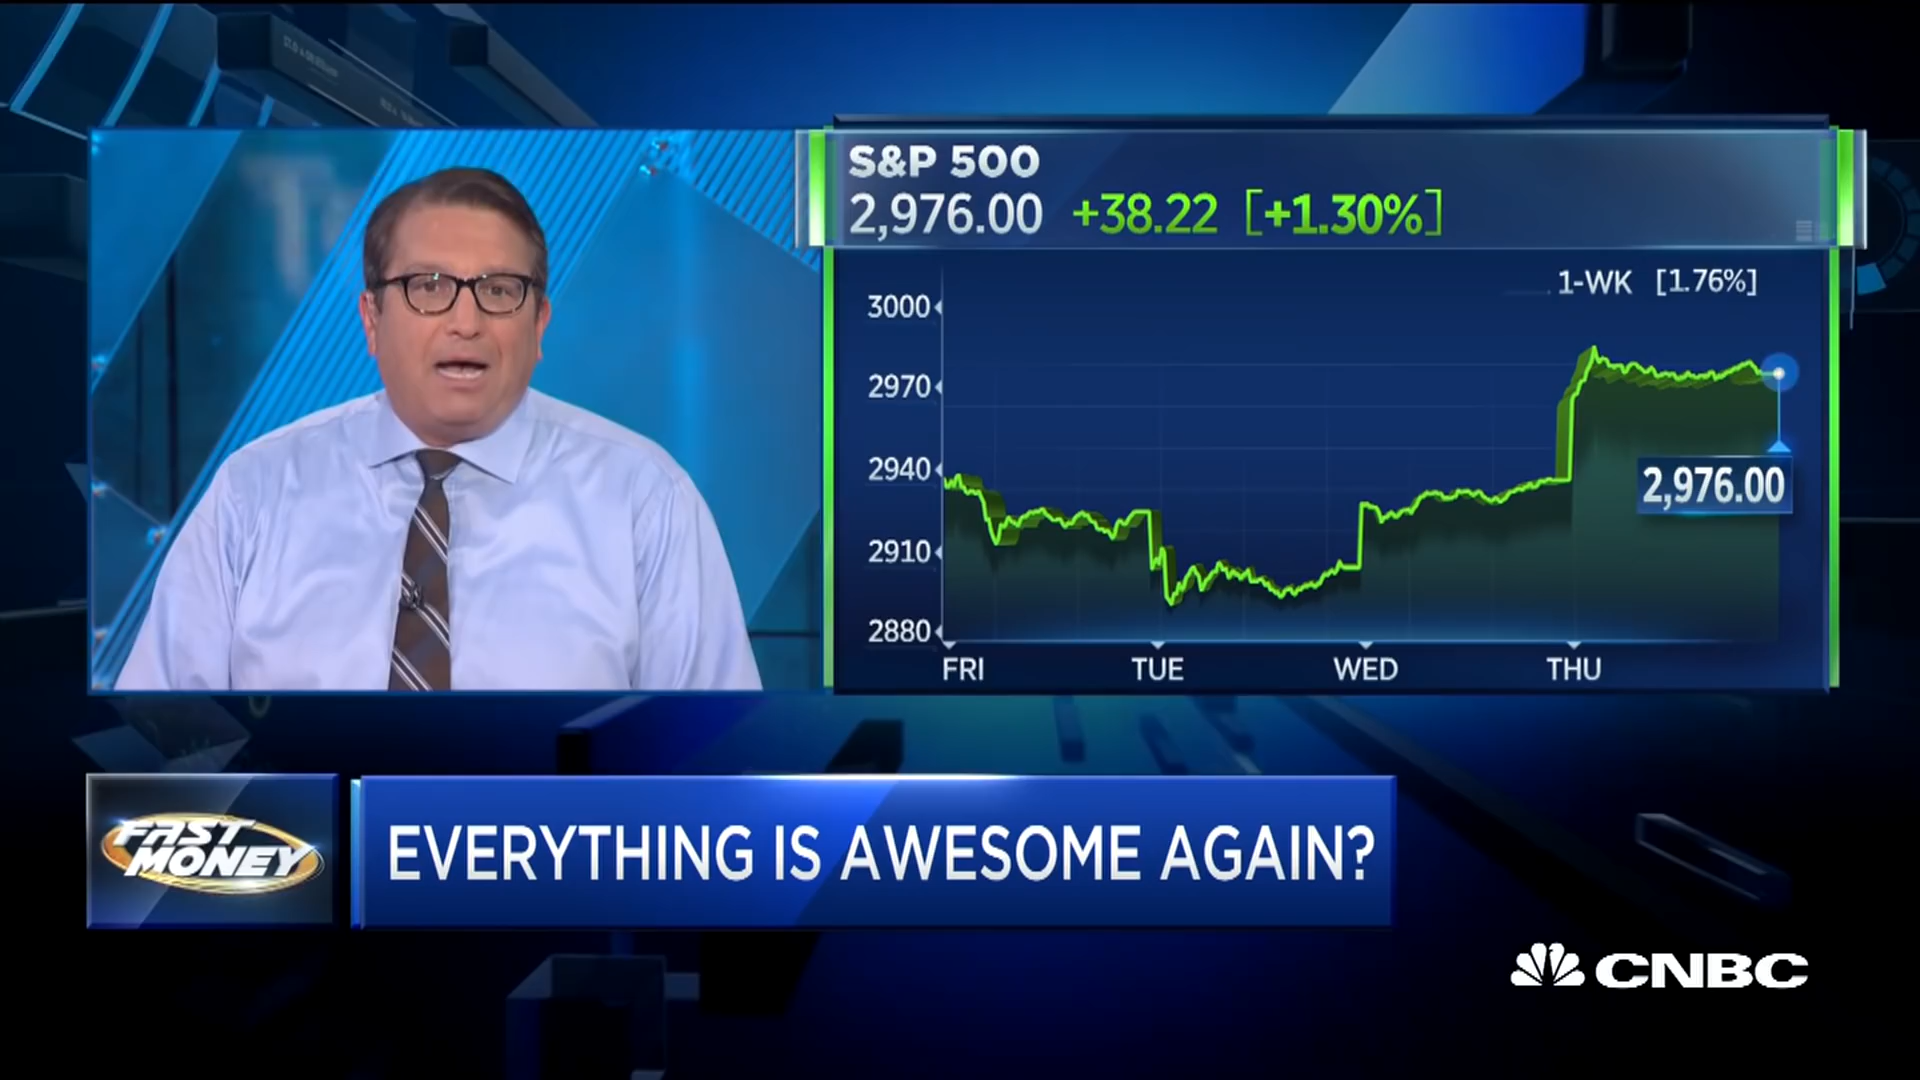 S&P 500
2,976.00 +38.22 [+1.30%]
1-WK [1.76%]
3000
2970
2940
2910
2880
2,976.00
FRI TUE WED THU
FAST
MONEY
EVERYTHING IS AWESOME AGAIN?
CNBC